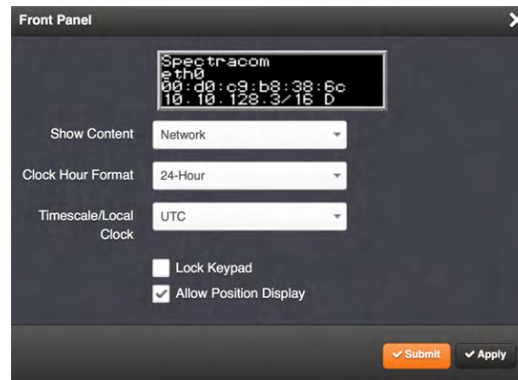 Front Panel
Spectracom
eth0
00:d0:c9:b8:38:6c
10.10.128.3/16 D
Show Content
Network
Clock Hour Format
24-Hour
Timescale/Local
Clock
UTC
Lock Keypad
Allow Position Display
Submit
Apply